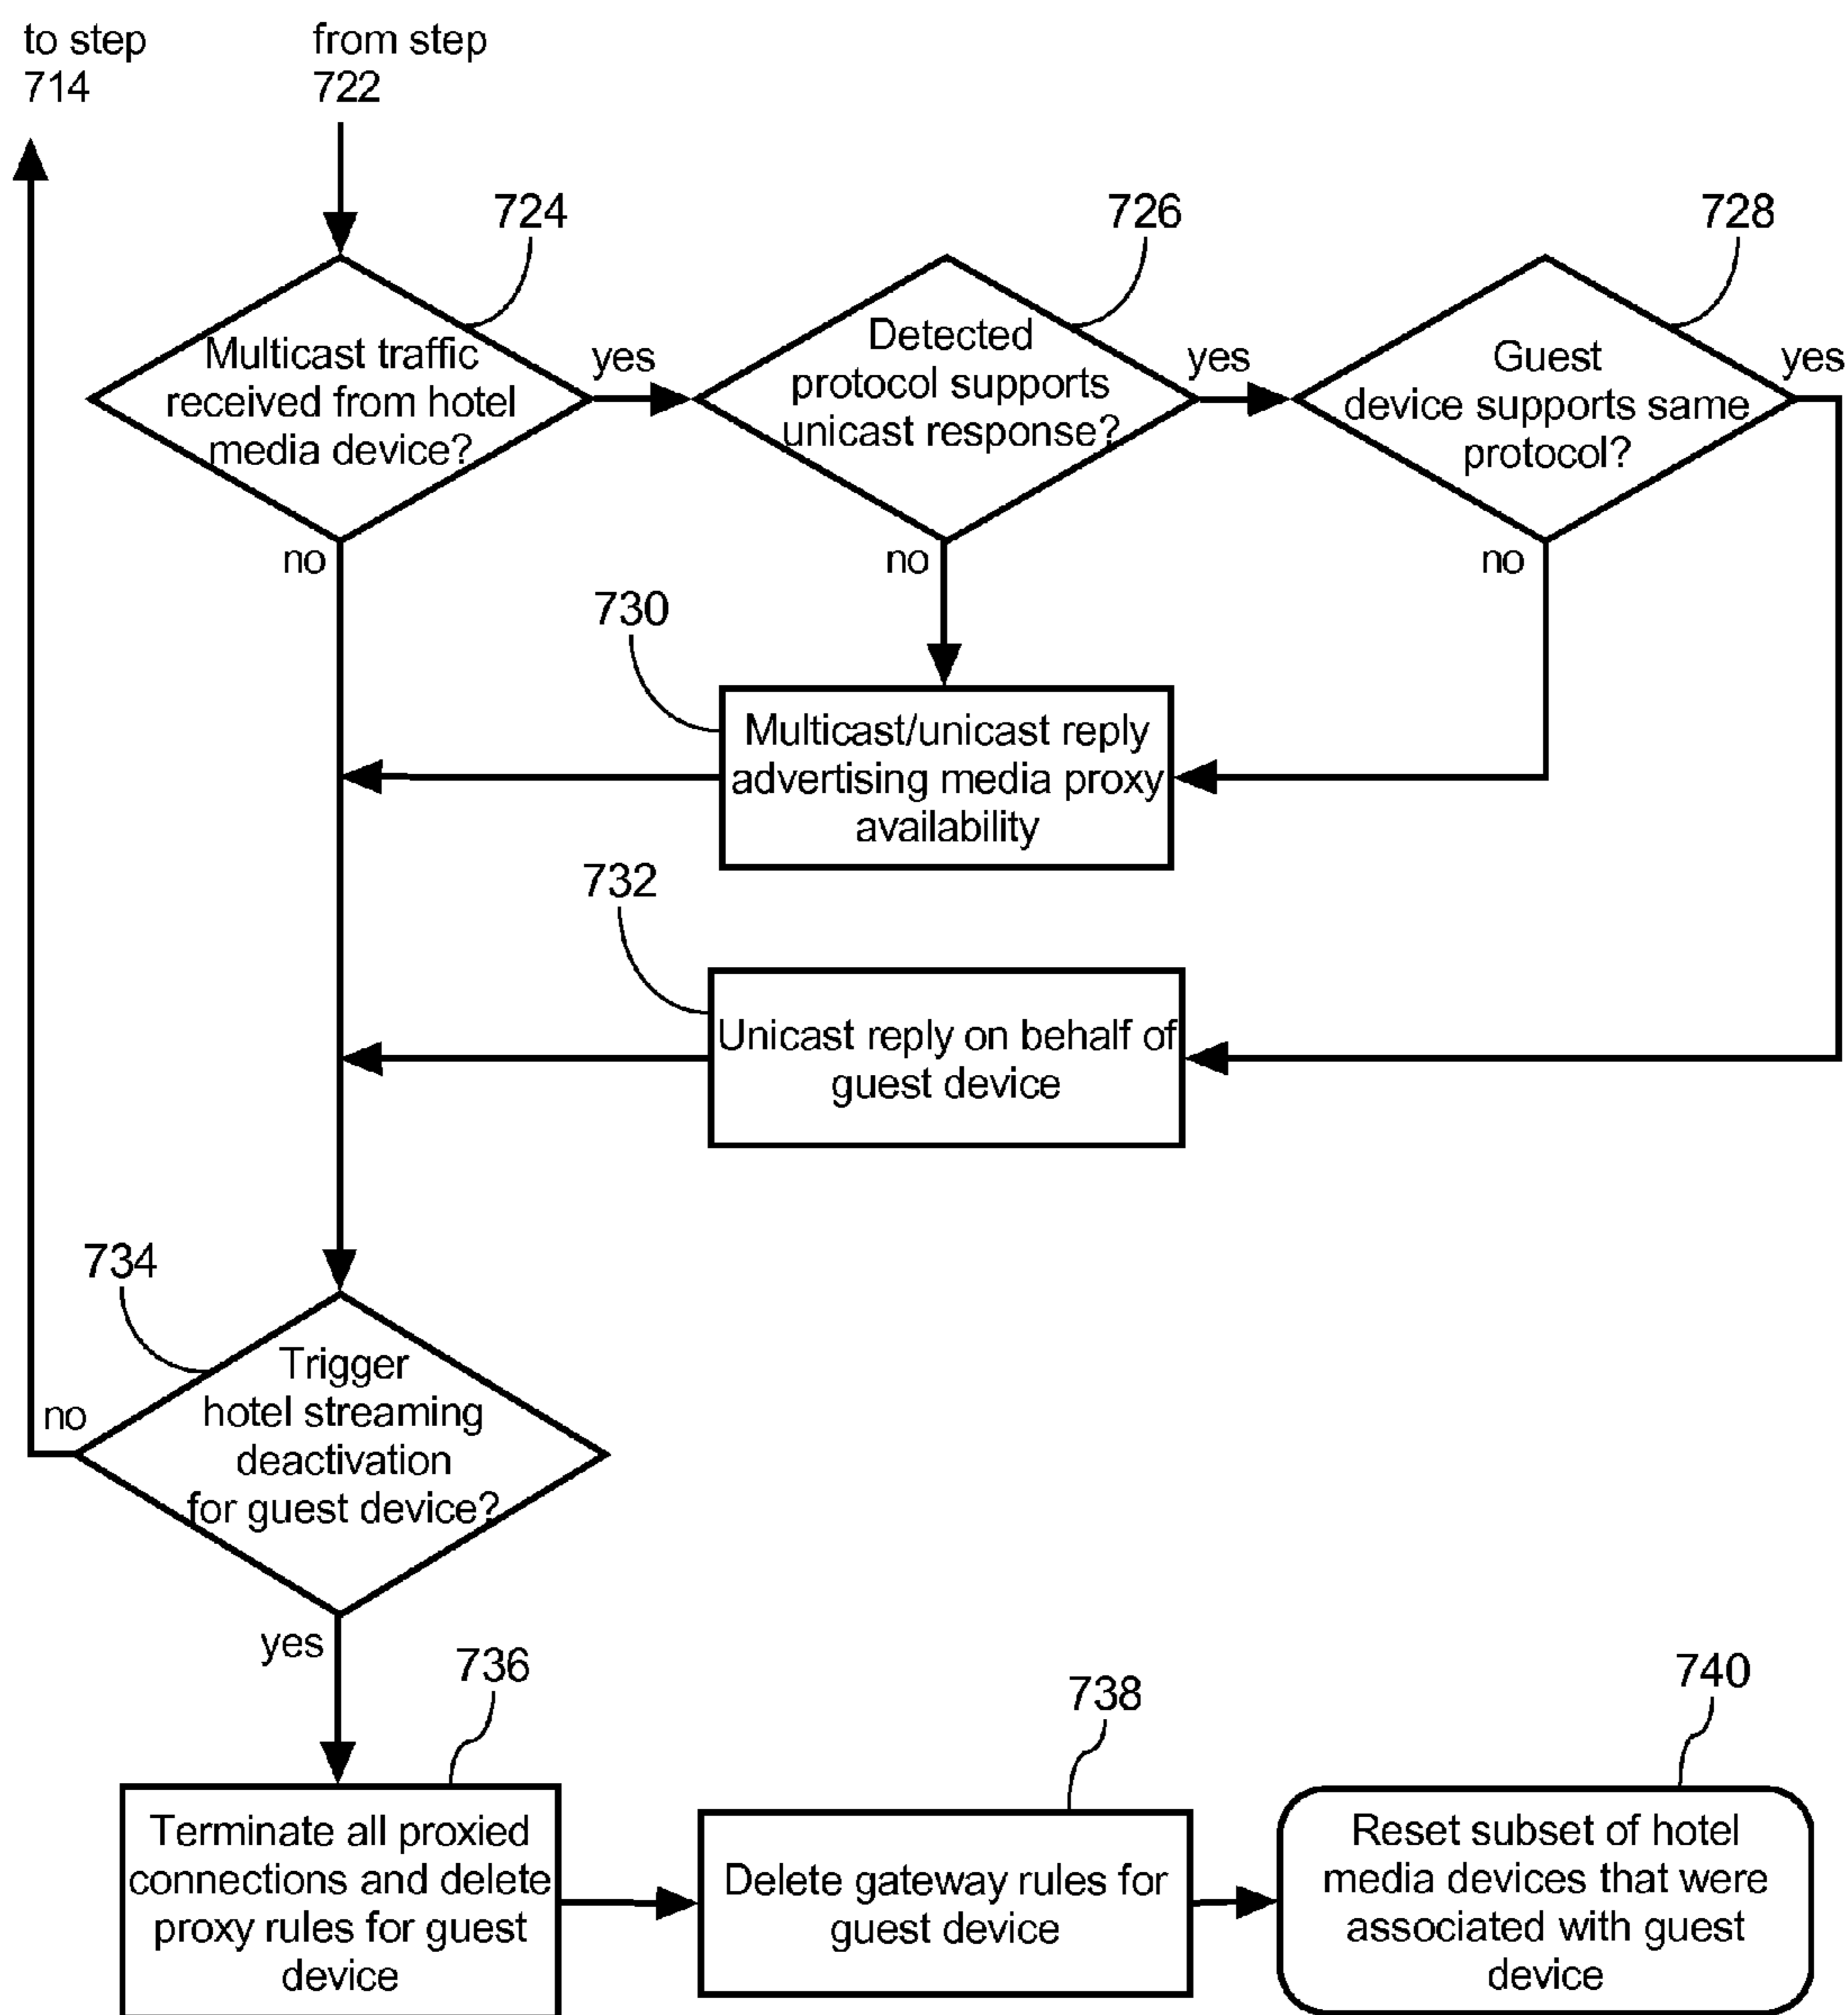 to step
714
from step
722
724
726
728
Multicast traffic
received from hotel
media device?
yes
Detected
protocol supports
unicast response?
yes
Guest
device supports same
protocol?
yes
no
no
no
730
Multicast/unicast reply
advertising media proxy
availability
732
Unicast reply on behalf of
guest device
734
Trigger
hotel streaming
deactivation
for guest device?
no
yes
736
738
740
Terminate all proxied
connections and delete
proxy rules for guest
device
Delete gateway rules for
guest device
Reset subset of hotel
media devices that were
associated with guest
device